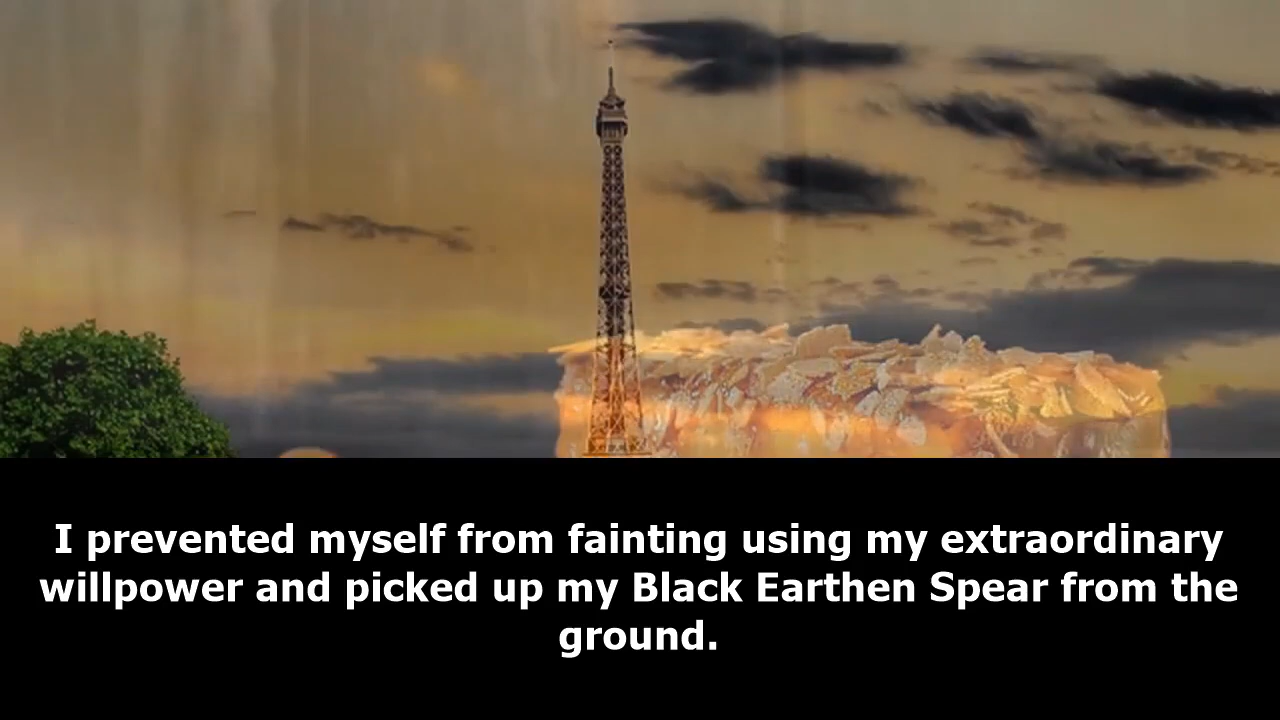 I prevented myself from fainting using my extraordinary
willpower and picked up my Black Earthen Spear from the
ground.